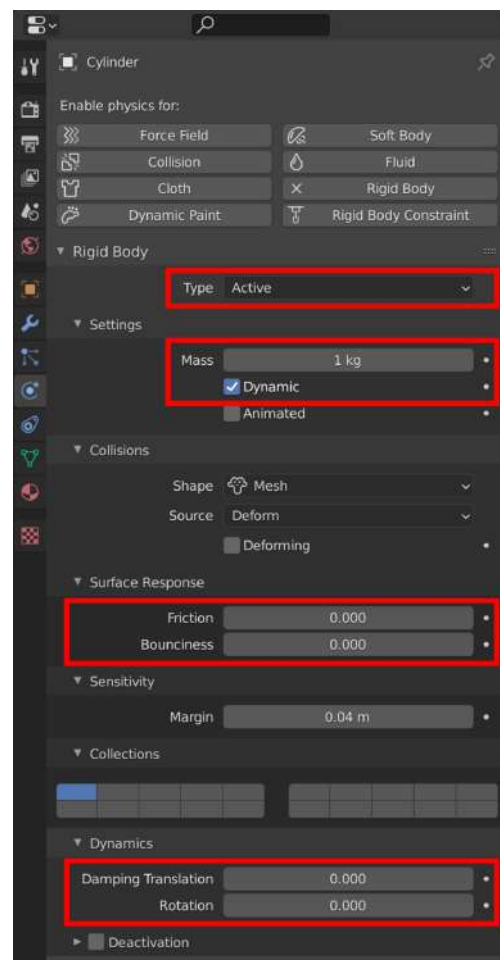 Cylinder
Enable physics for:
Force Field Soft Body
Collision Fluid
Cloth Rigid Body
Dynamic Paint Rigid Body Constraint
Rigid Body
Type Active
Settings
Mass 1 kg
Dynamic
Animated
Collisions
Shape Mesh
Source Deform
Deforming
Surface Response
Friction 0.000
Bounciness 0.000
Sensitivity
Margin 0.04 m
Collections
Dynamics
Damping Translation 0.000
Rotation 0.000
Deactivation